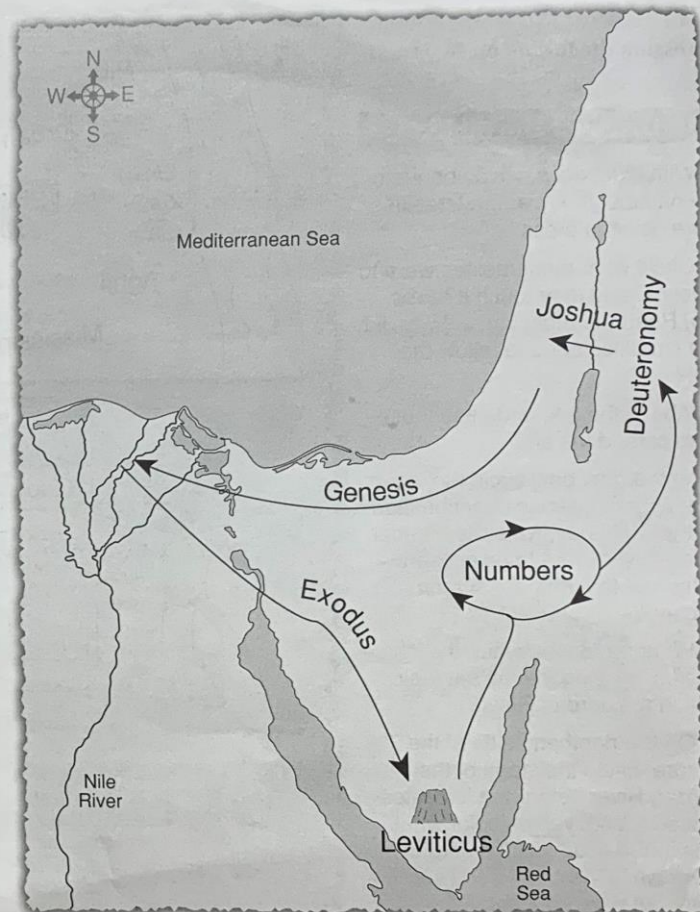 N
W E
S
Mediterranean Sea
Joshua
Deuteronomy
Genesis
Numbers
Exodus
Nile
River
Leviticus
Red
Sea